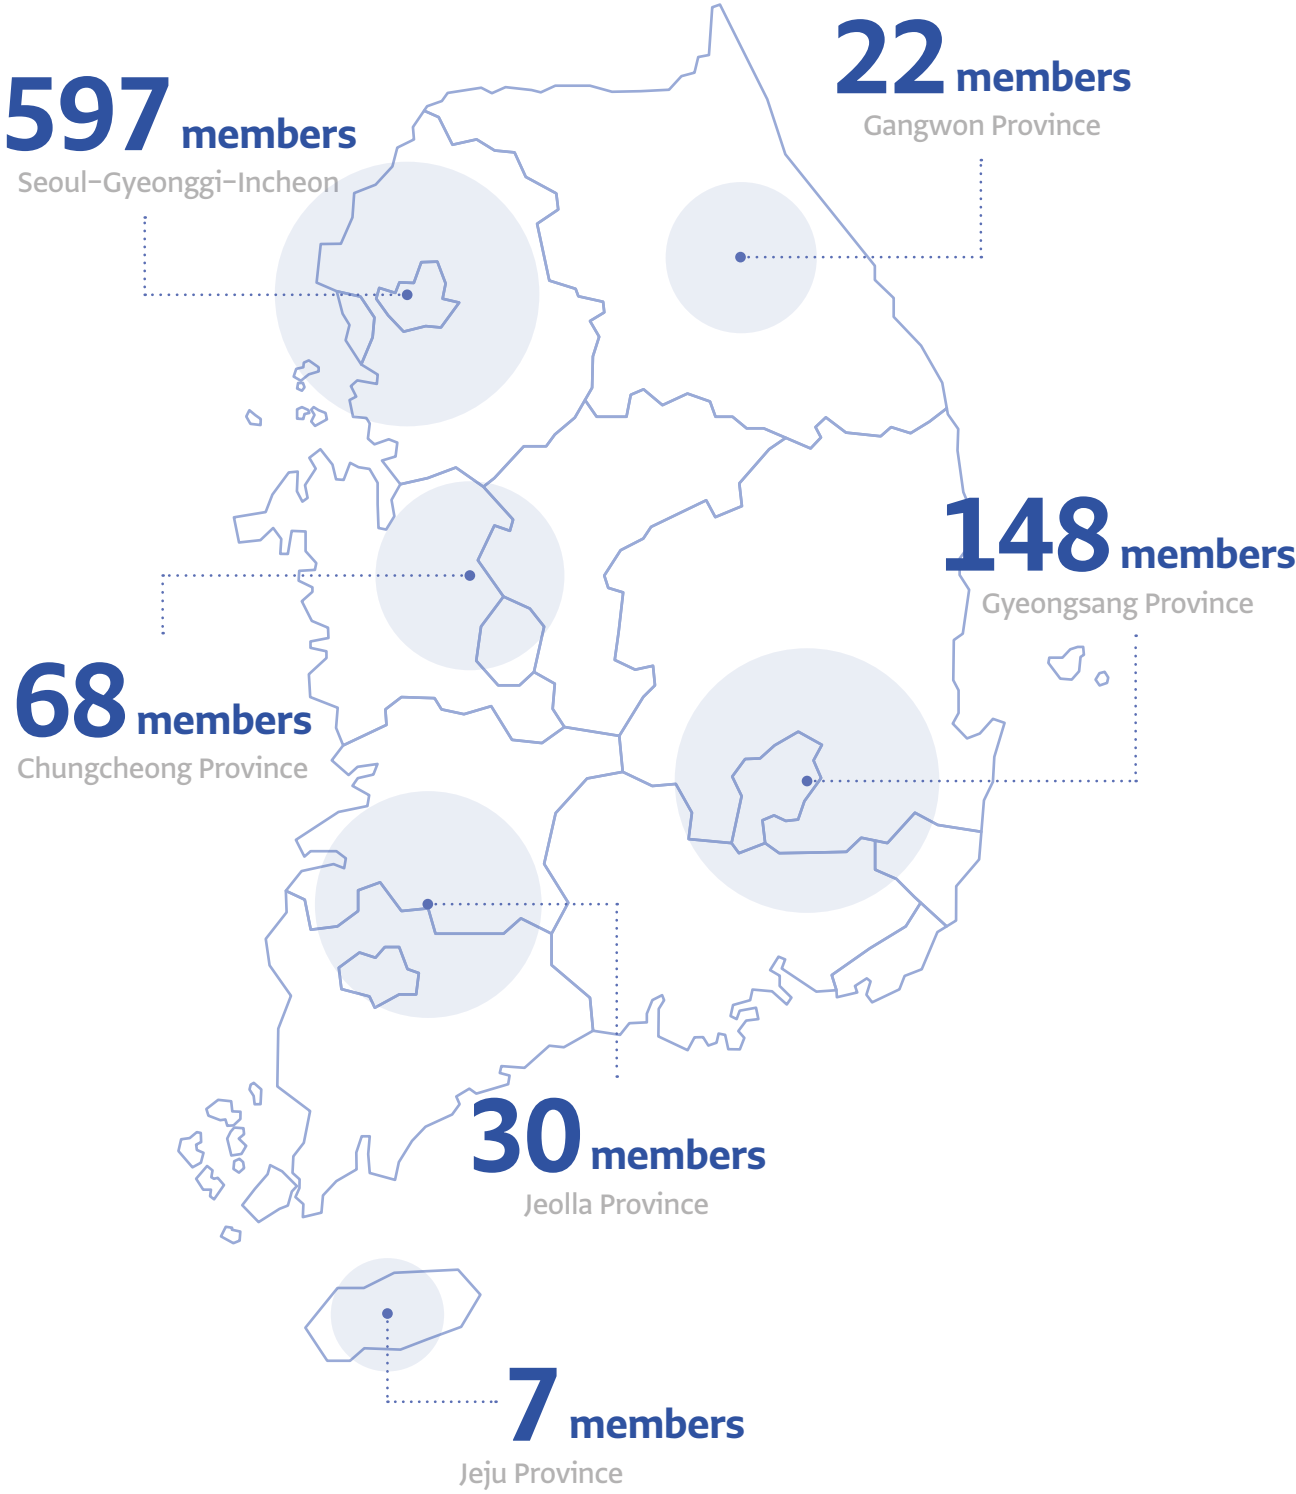 22 members
Gangwon Province
597 members
Seoul-Gyeonggi-Incheon
148 members
Gyeongsang Province
68 members
Chungcheong Province
30 members
Jeolla Province
7 members
Jeju Province